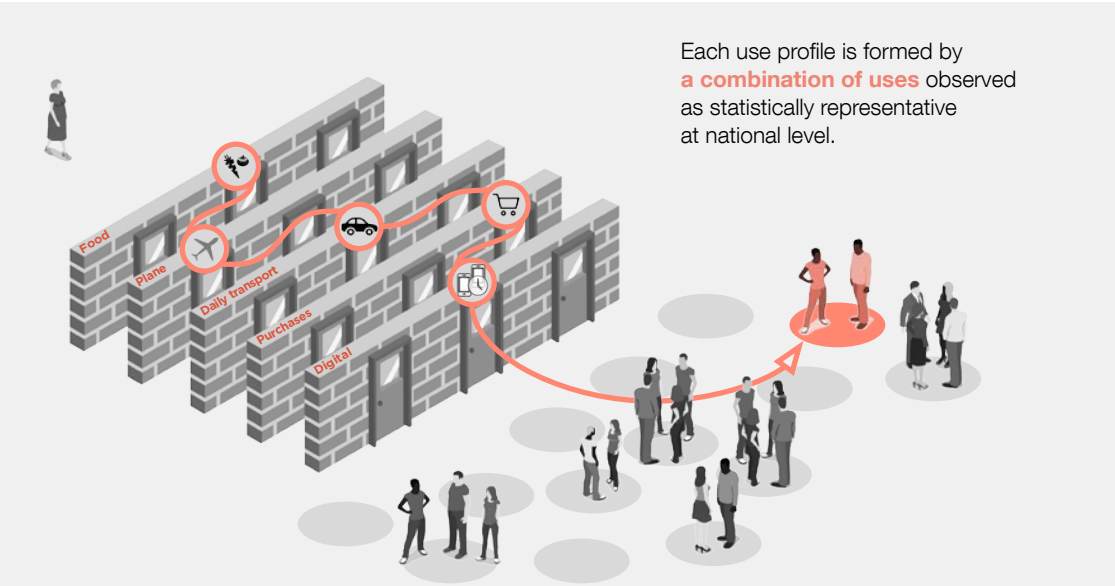 Each use profile is formed by
a combination of uses observed
as statistically representative
at national level.
Food
Plane
Daily transport
Purchases
Digital